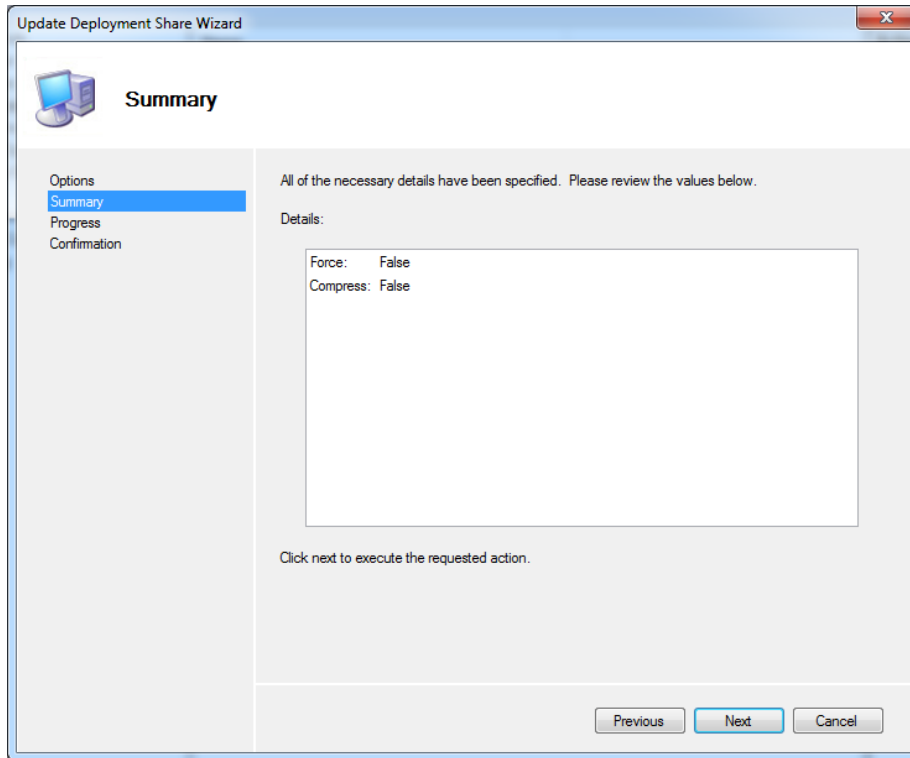 Update Deployment Share Wizard
Summary
Options
Summary
Progress
Confirmation
All of the necessary details have been specified. Please review the values below.
Details:
Force: False
Compress: False
Click next to execute the requested action.
Previous Next Cancel